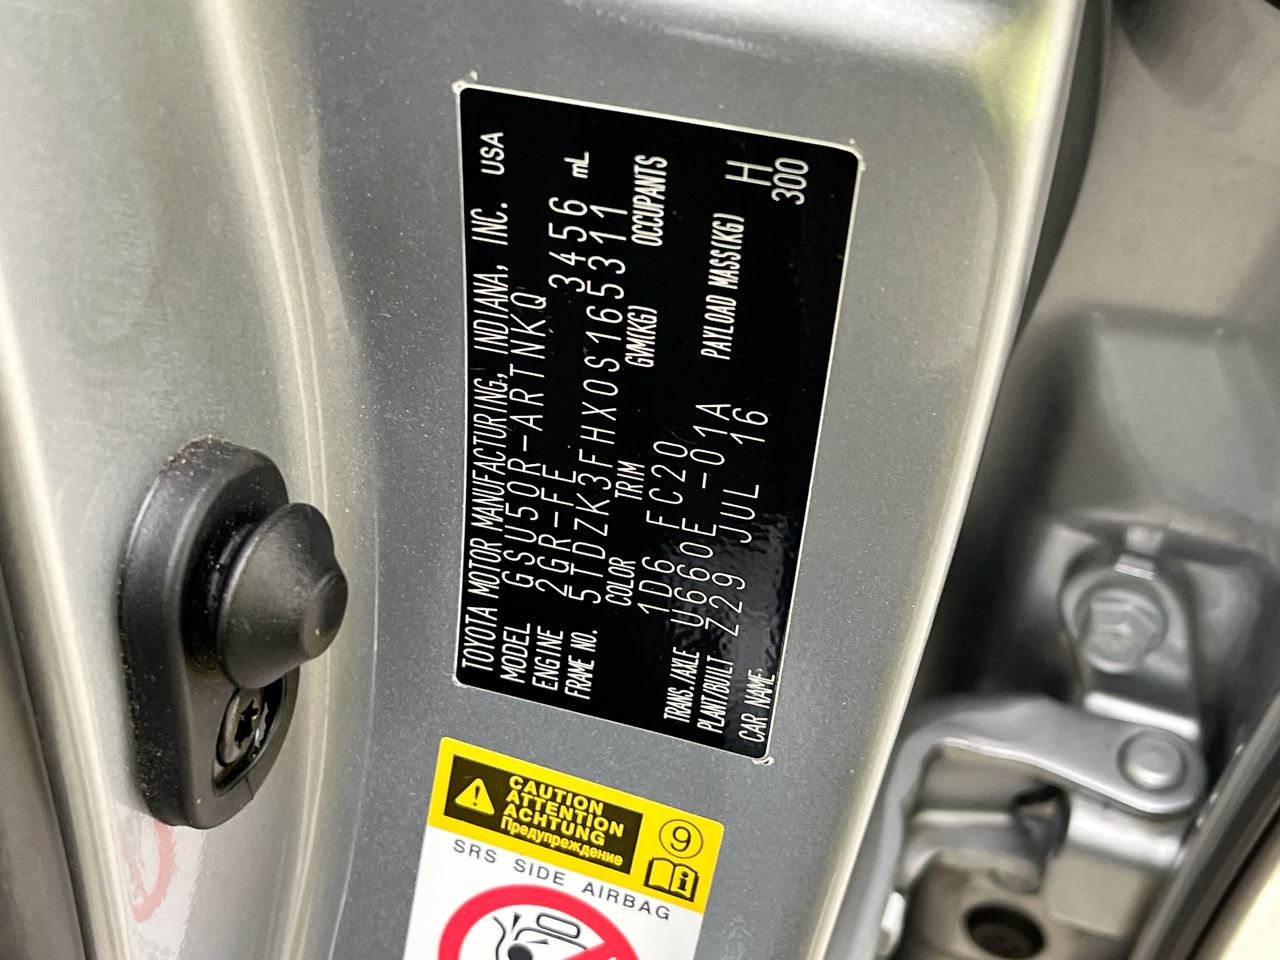 TOYOTA MOTOR MANUFACTURING, INDIANA, INC. USA
MODEL GSU50R-ARTNKQ
ENGINE 2GR-FE 3456 mL
FRAME NO. 5TDZK3FHX0S165311
COLOR TRIM GVM(KG) OCCUPANTS
1D6 FC20
TRANS./AXLE U660E -01A PAYLOAD MASS(KG) H
PLANT/BUILT Z29 JUL 16 300
CAR NAME:
CAUTION
ATTENTION
ACHTUNG
Предупреждение
9
i
SRS SIDE AIRBAG